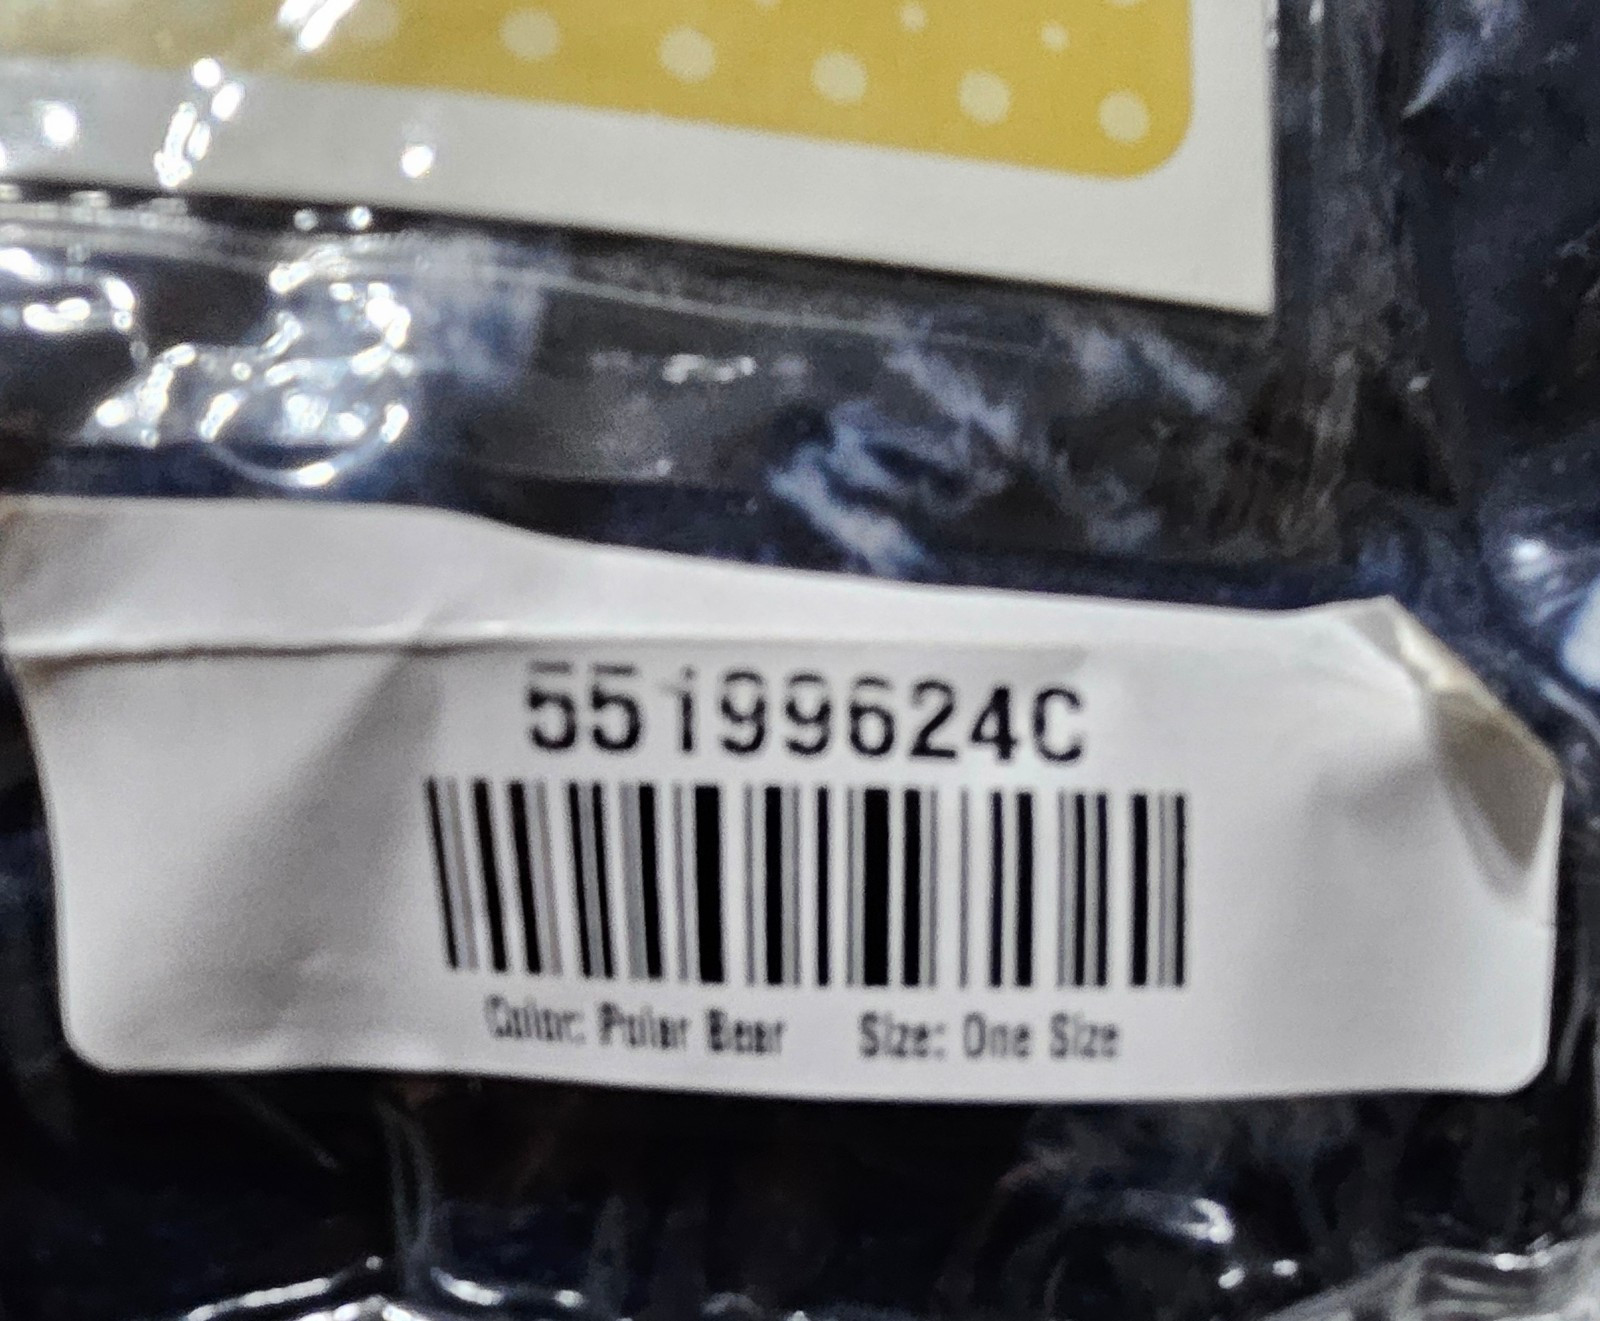 55199624C
Color: Polar Bear Size: One Size